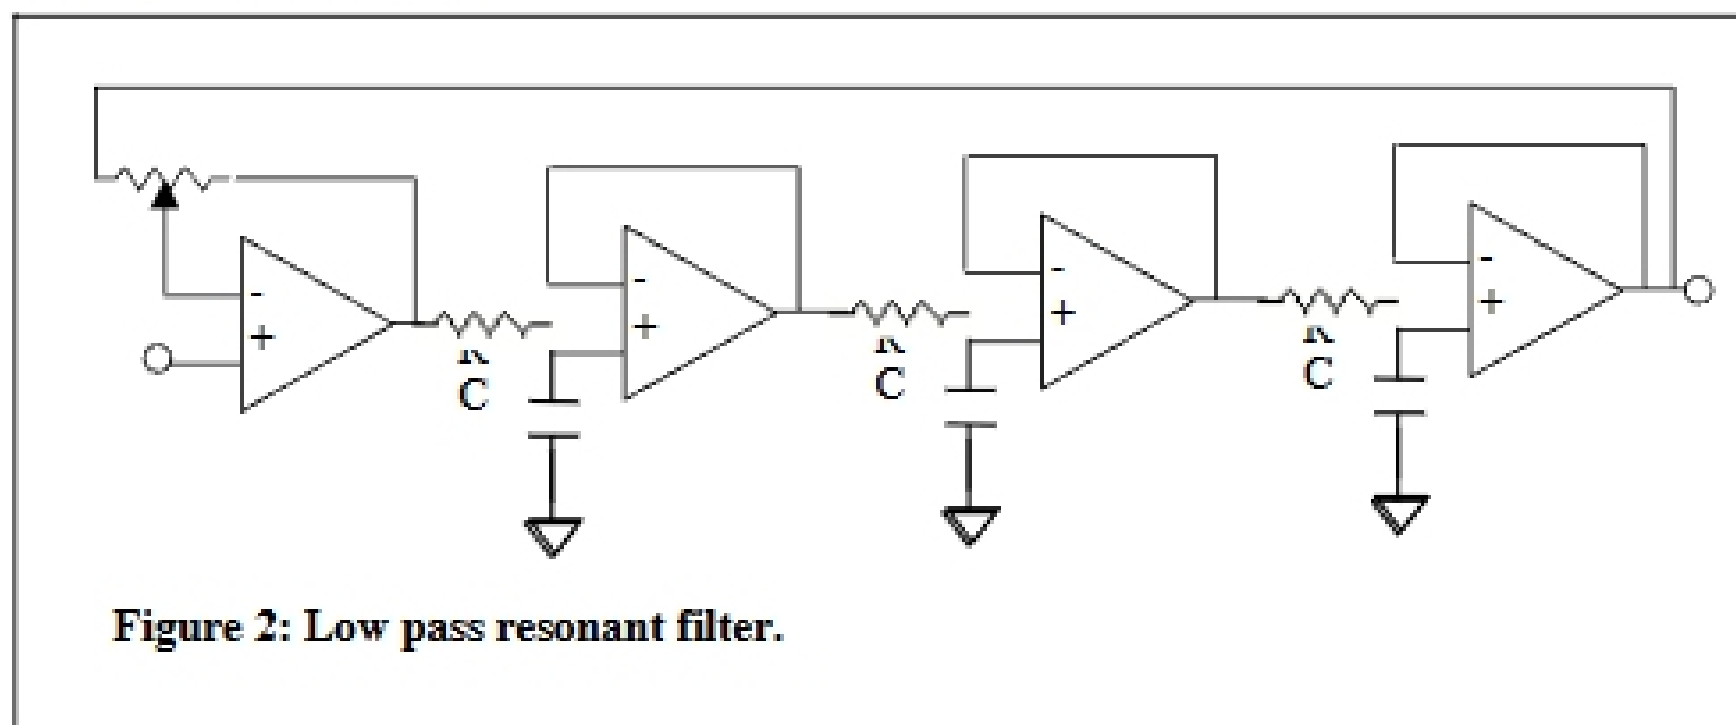 -
+
C
-
+
C
-
+
C
-
+
Figure 2: Low pass resonant filter.